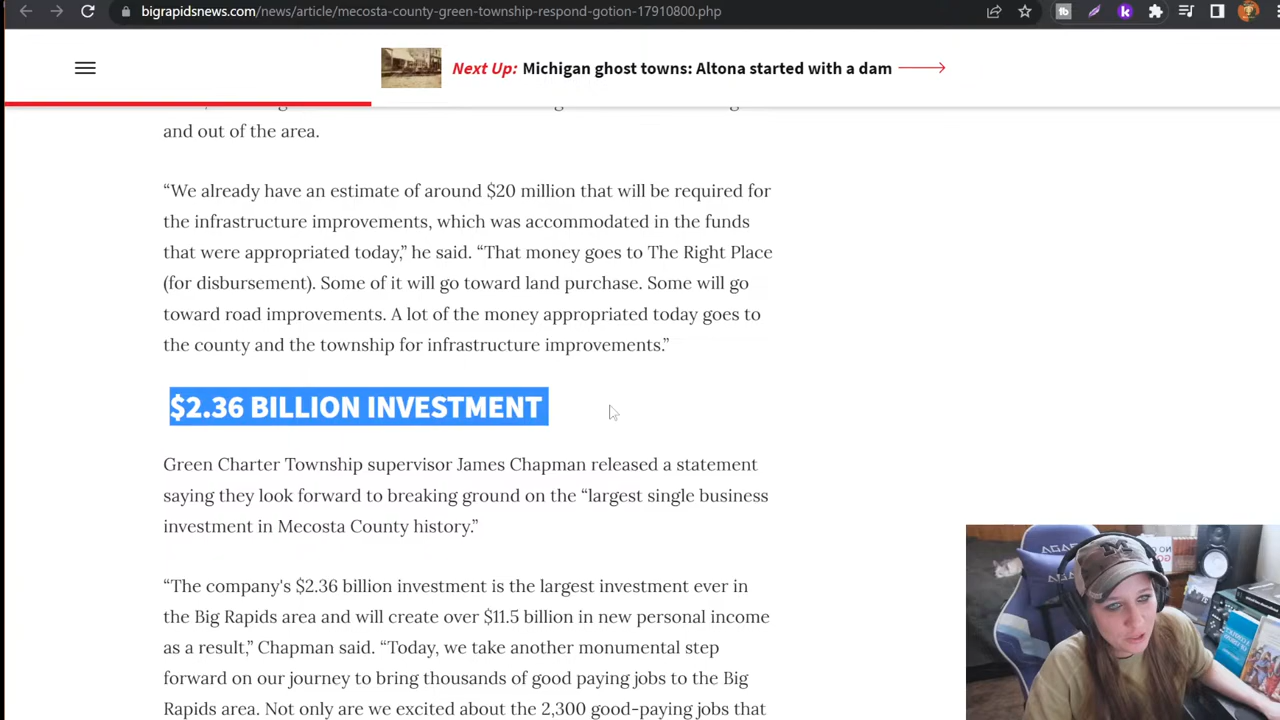 bigrapidsnews.com/news/article/mecosta-county-green-township-respond-gotion-17910800.php
Next Up: Michigan ghost towns: Altona started with a dam
and out of the area.
“We already have an estimate of around $20 million that will be required for
the infrastructure improvements, which was accommodated in the funds
that were appropriated today,” he said. “That money goes to The Right Place
(for disbursement). Some of it will go toward land purchase. Some will go
toward road improvements. A lot of the money appropriated today goes to
the county and the township for infrastructure improvements.”
$2.36 BILLION INVESTMENT
Green Charter Township supervisor James Chapman released a statement
saying they look forward to breaking ground on the “largest single business
investment in Mecosta County history.”
“The company's $2.36 billion investment is the largest investment ever in
the Big Rapids area and will create over $11.5 billion in new personal income
as a result,” Chapman said. “Today, we take another monumental step
forward on our journey to bring thousands of good paying jobs to the Big
Rapids area. Not only are we excited about the 2,300 good-paying jobs that